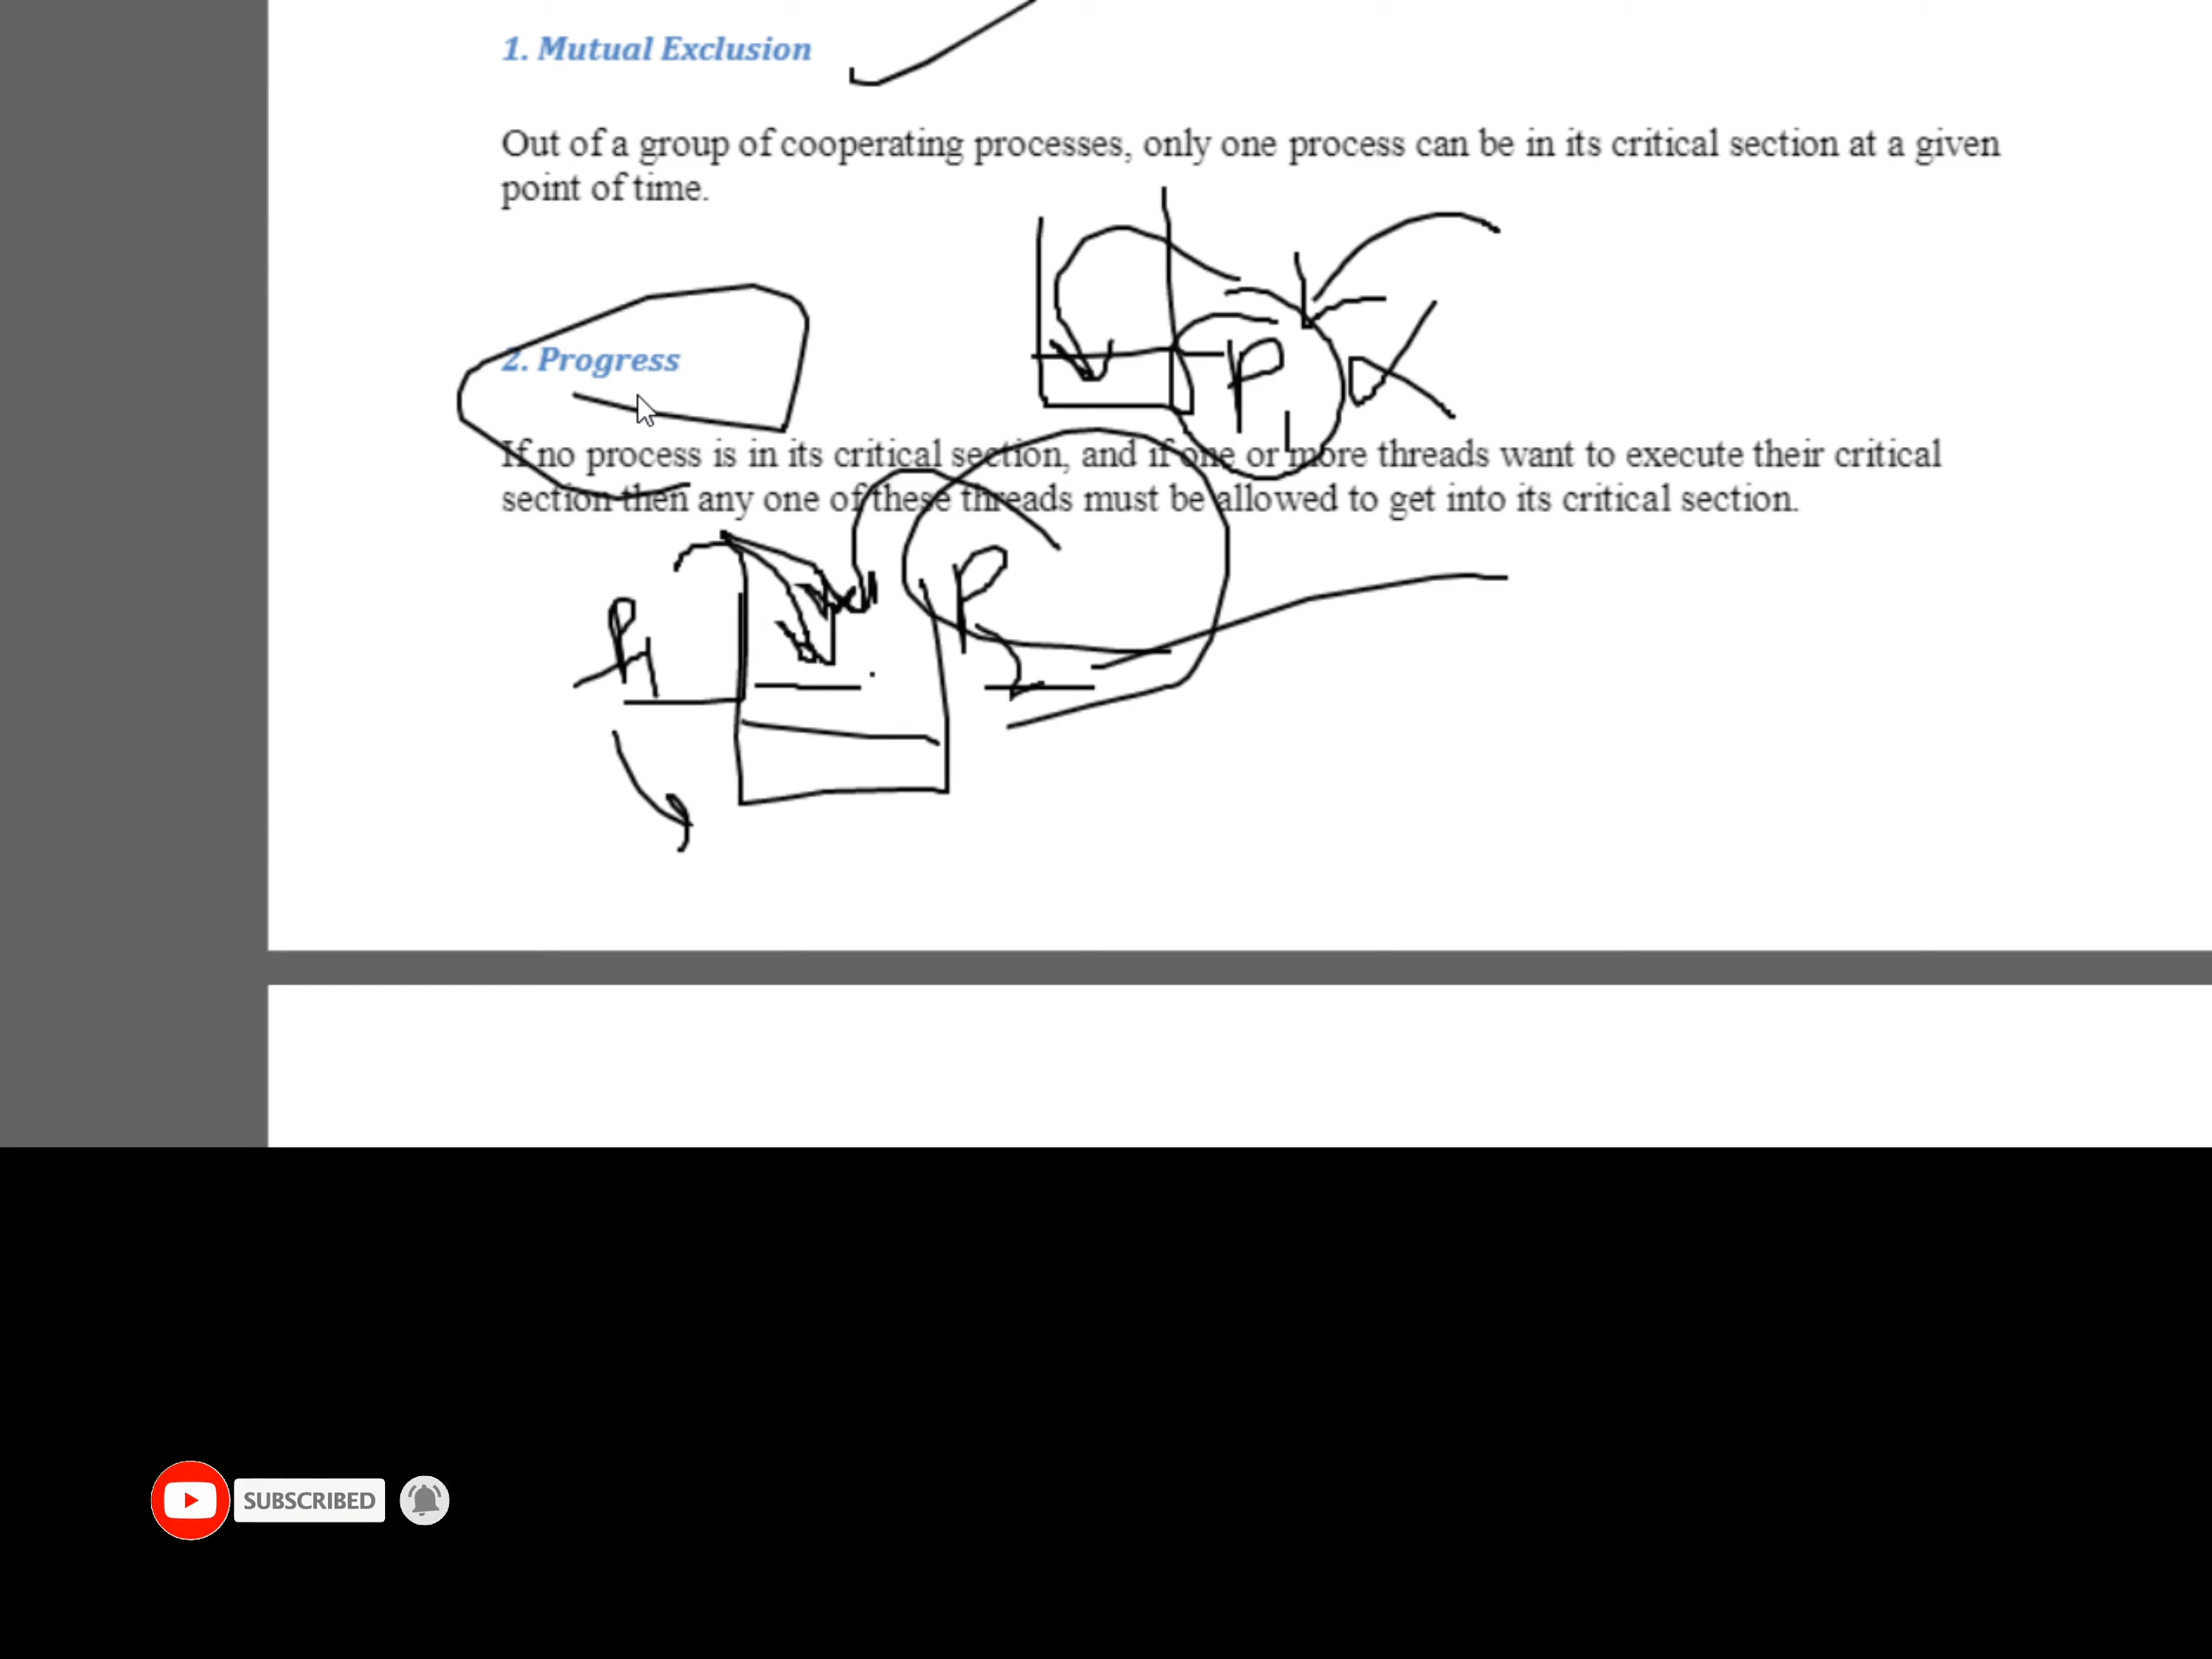 1. Mutual Exclusion
Out of a group of cooperating processes, only one process can be in its critical section at a given
point of time.
P1
2. Progress
If no process is in its critical section, and if one or more threads want to execute their critical
section then any one of these threads must be allowed to get into its critical section.
P1
P2
SUBSCRIBED